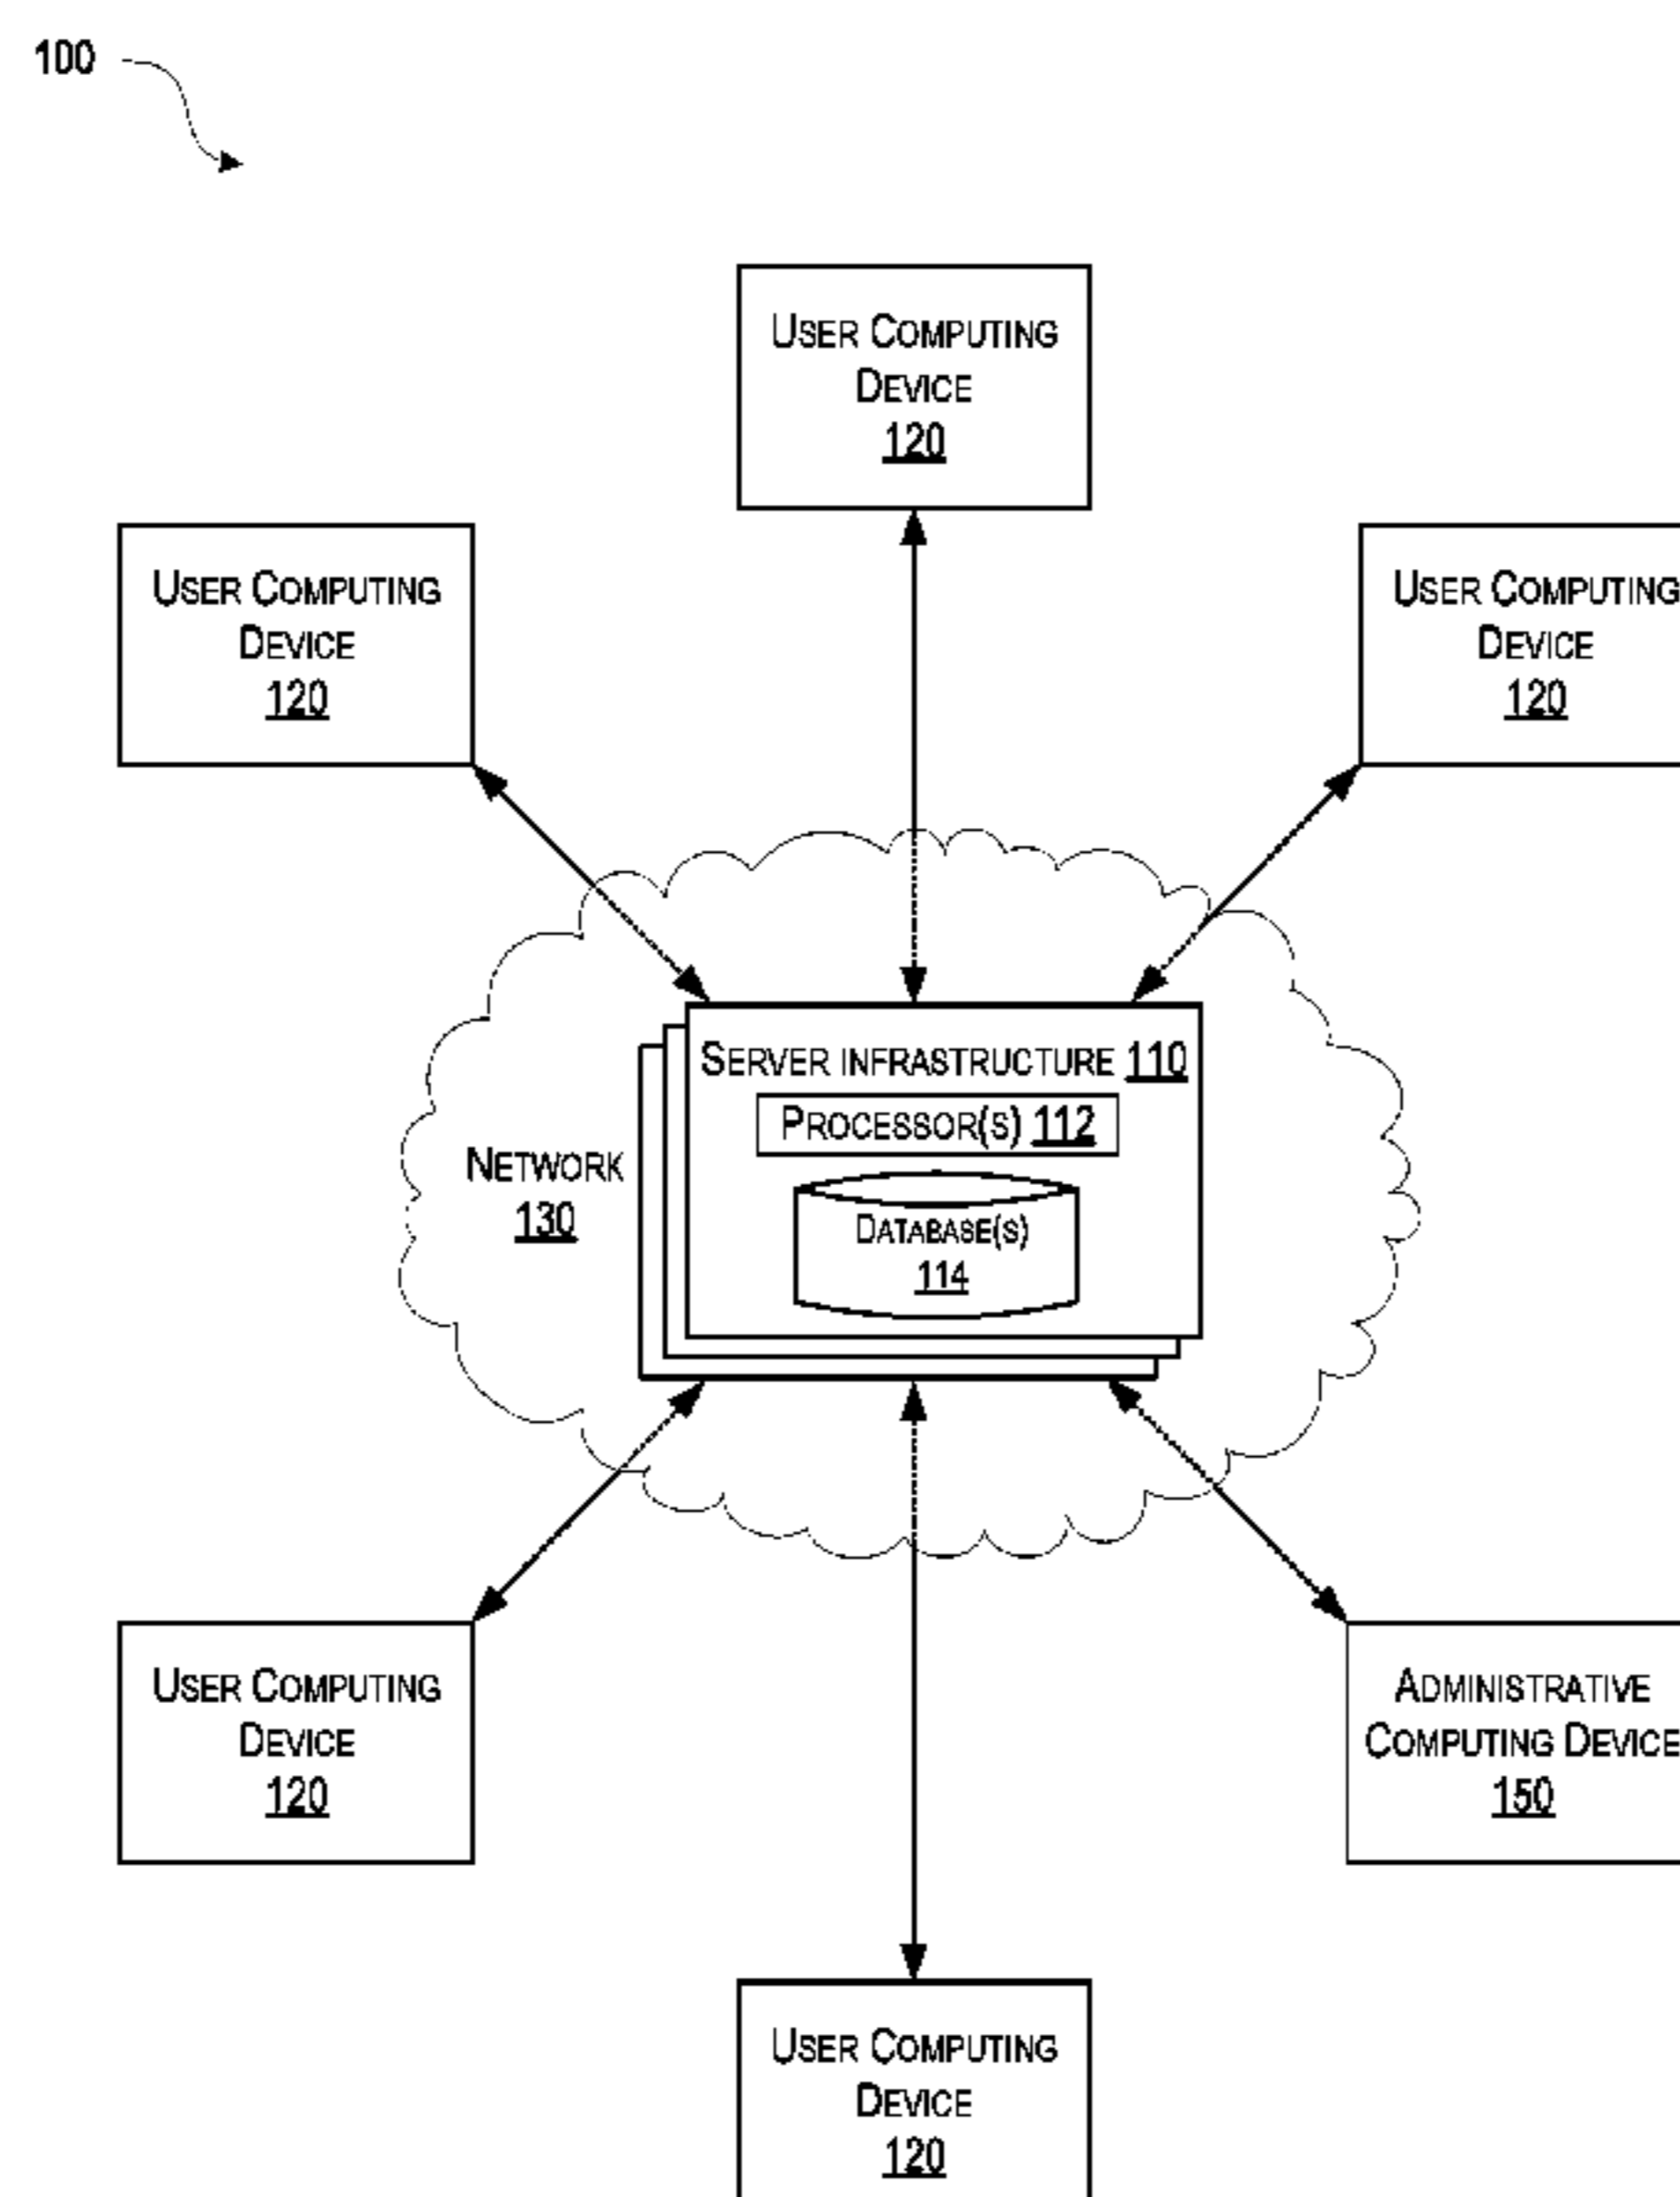 100
USER COMPUTING
DEVICE
120
USER COMPUTING
DEVICE
120
USER COMPUTING
DEVICE
120
SERVER INFRASTRUCTURE 110
PROCESSOR(S) 112
NETWORK
130
DATABASE(S)
114
USER COMPUTING
DEVICE
120
ADMINISTRATIVE
COMPUTING DEVICE
150
USER COMPUTING
DEVICE
120